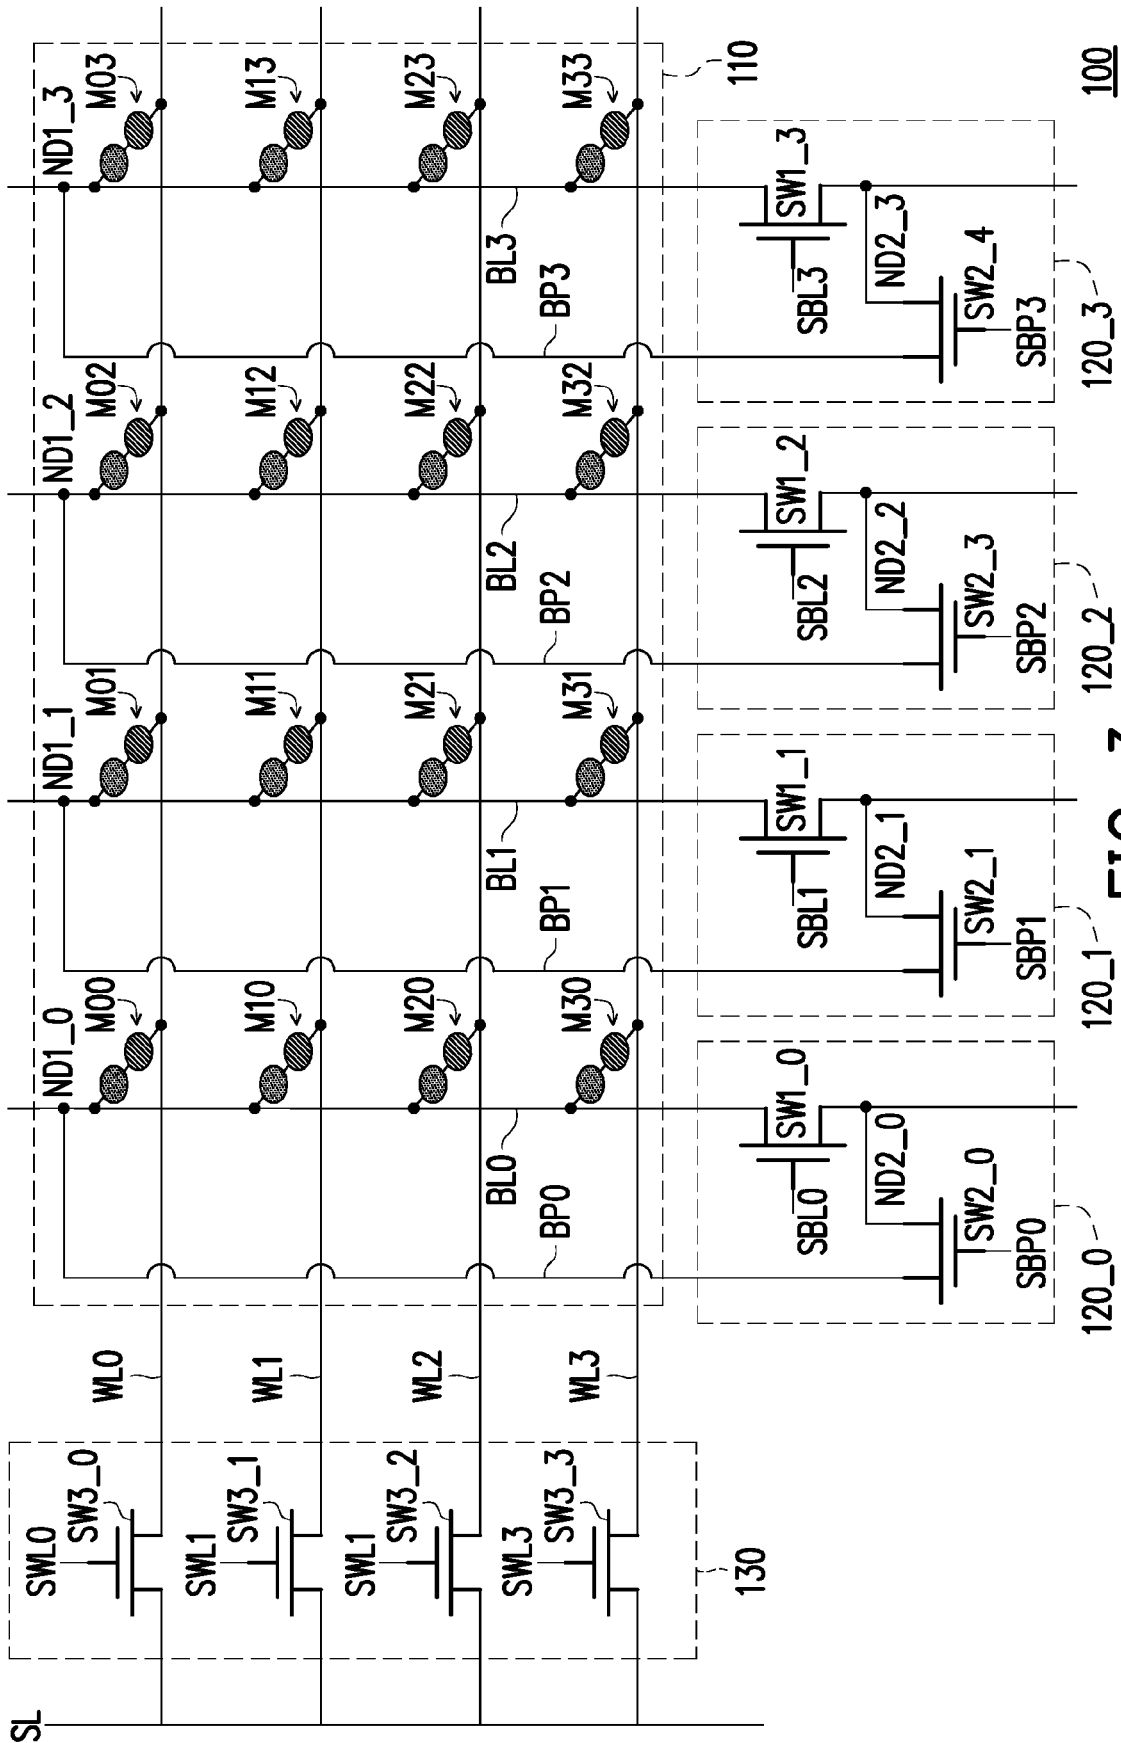 SL
SWL0
ND1_0 ND1_1 ND1_2 ND1_3
SW3_0
WL0 M00 M01 M02 M03
SWL1
SW3_1
WL1 M10 M11 M12 M13
SWL1
SW3_2
WL2 M20 M21 M22 M23
BL0 BL1 BL2 BL3
SWL3
SW3_3
BP0 BP1 BP2 BP3
WL3 M30 M31 M32 M33
130 110
SW1_0 SW1_1 SW1_2 SW1_3
SBL0 SBL1 SBL2 SBL3
ND2_0 ND2_1 ND2_2 ND2_3
SW2_0 SW2_1 SW2_3 SW2_4
SBP0 SBP1 SBP2 SBP3
120_0 120_1 120_2 120_3
100